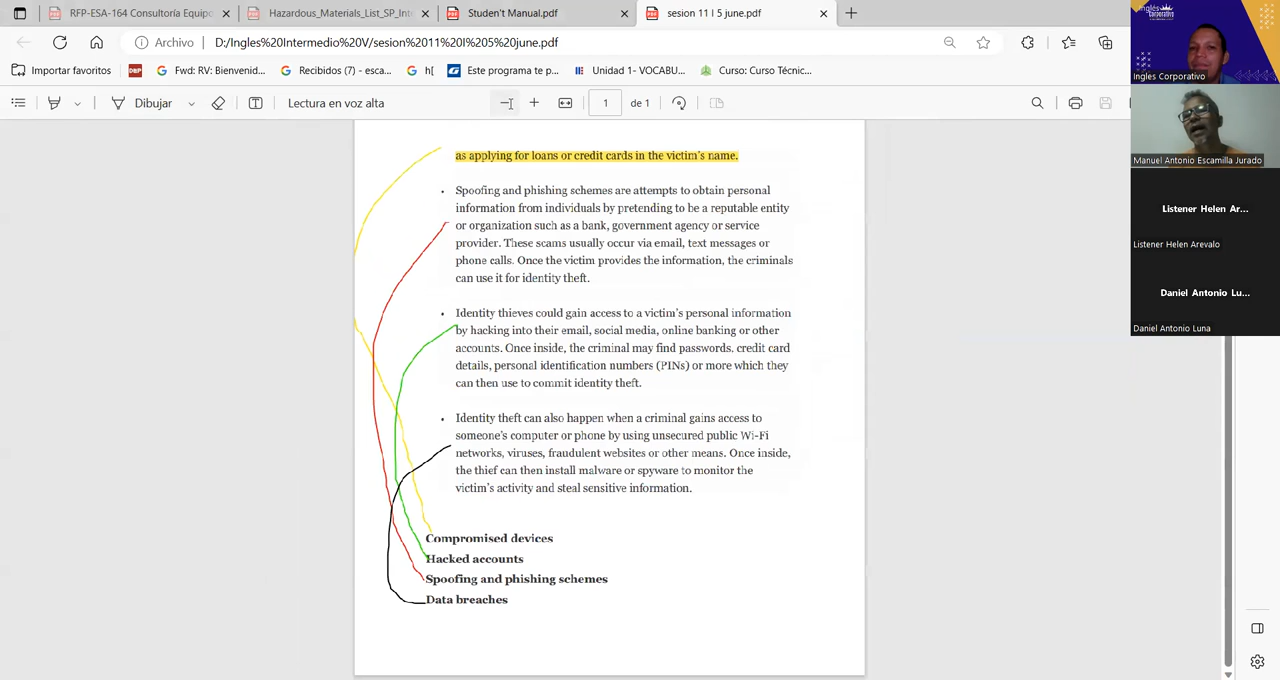 RFP-ESA-164 Consultoría Equipo
Hazardous_Materials_List_SP_Inte
Studen't Manual.pdf
sesion 11 I 5 june.pdf
Archivo
D:/Ingles%20Intermedio%20V/sesion%2011%20I%205%20june.pdf
Importar favoritos
DBP
Fwd: RV: Bienvenid...
Recibidos (7) - esca...
h[
Este programa te p...
Unidad 1- VOCABU...
Curso: Curso Técnic...
Dibujar
Lectura en voz alta
1
de 1
as applying for loans or credit cards in the victim's name.
• Spoofing and phishing schemes are attempts to obtain personal
information from individuals by pretending to be a reputable entity
or organization such as a bank, government agency or service
provider. These scams usually occur via email, text messages or
phone calls. Once the victim provides the information, the criminals
can use it for identity theft.
• Identity thieves could gain access to a victim's personal information
by hacking into their email, social media, online banking or other
accounts. Once inside, the criminal may find passwords. credit card
details, personal identification numbers (PINs) or more which they
can then use to commit identity theft.
• Identity theft can also happen when a criminal gains access to
someone's computer or phone by using unsecured public Wi-Fi
networks, viruses, fraudulent websites or other means. Once inside,
the thief can then install malware or spyware to monitor the
victim's activity and steal sensitive information.
Compromised devices
Hacked accounts
Spoofing and phishing schemes
Data breaches
Inglés
Corporativo
Ingles Corporativo
Manuel Antonio Escamilla Jurado
Listener Helen Ar...
Listener Helen Arevalo
Daniel Antonio Lu...
Daniel Antonio Luna